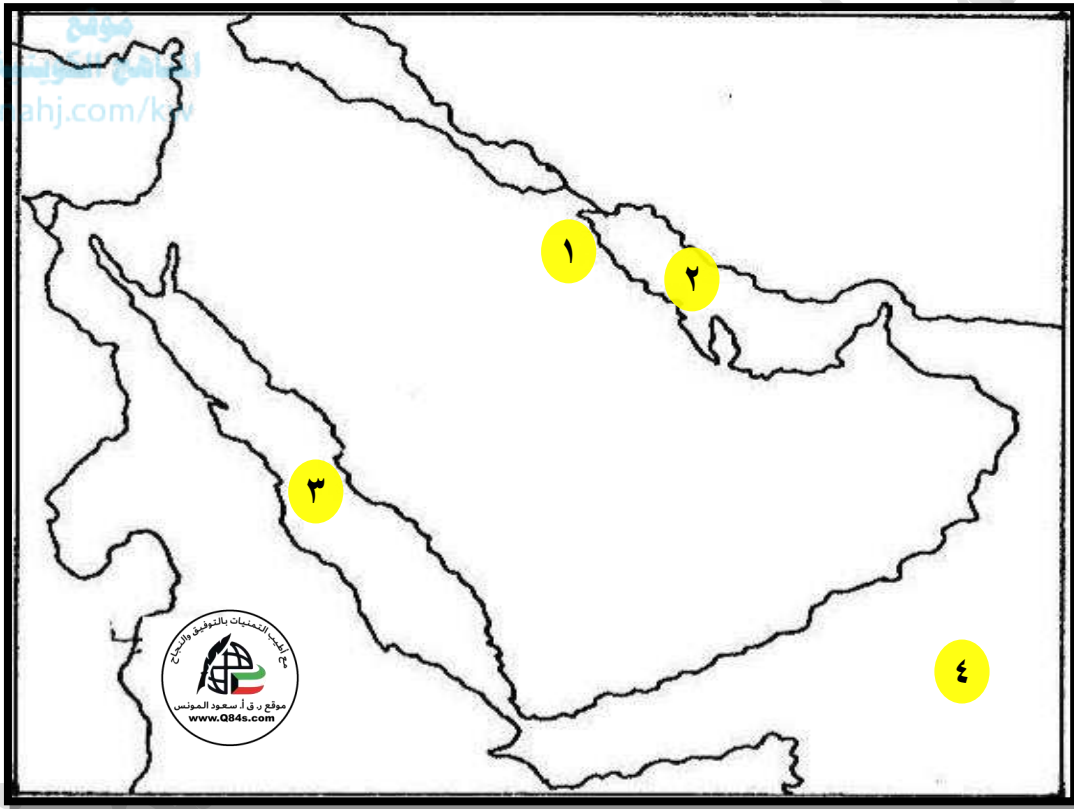 موقع
المناهج الكويتية
nahj.com/kw
١
٢
٣
٤
مع أطيب التمنيات بالتوفيق والنجاح
موقع ر. ق أ. سعود المونس
www.Q84s.com